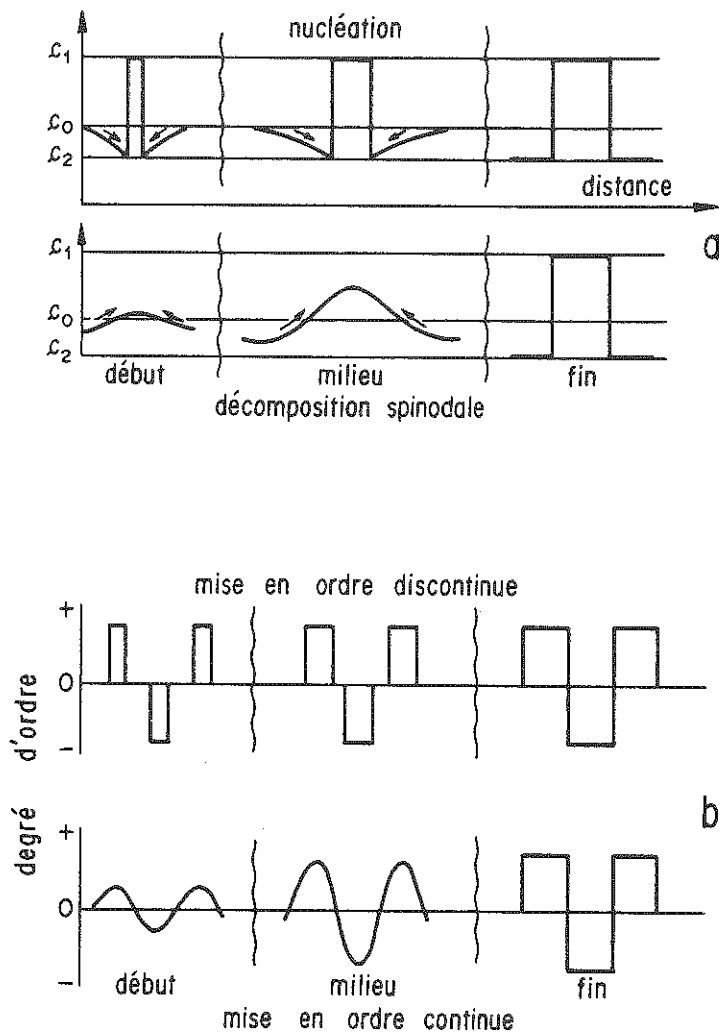 nucléation
C1
C0
C2
distance
a
C1
C0
C2
début milieu fin
décomposition spinodale
mise en ordre discontinue
+
0
-
degré d'ordre
b
+
0
-
début milieu fin
mise en ordre continue